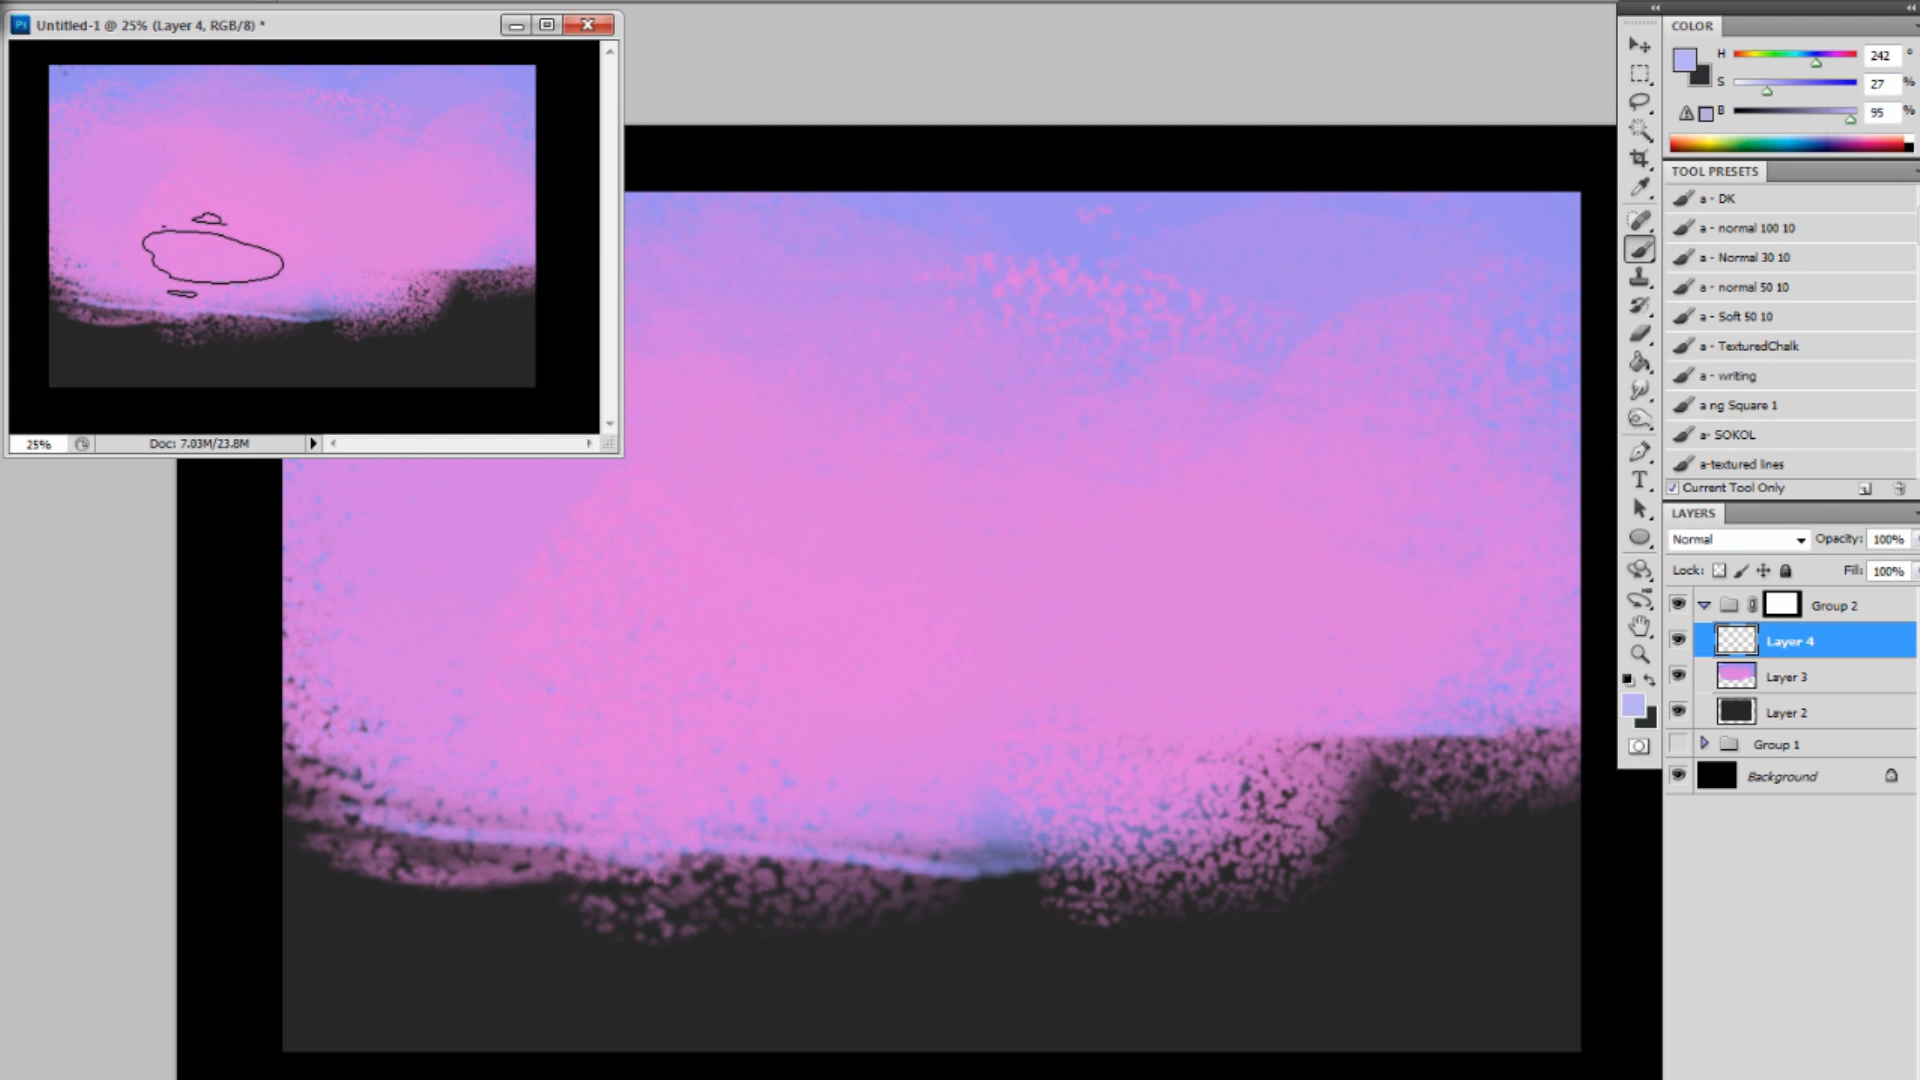 Ps Untitled-1 @ 25% (Layer 4, RGB/8) *
25% Doc: 7.03M/23.8M
COLOR
H 242 °
S 27 %
B 95 %
TOOL PRESETS
a - DK
a - normal 100 10
a - Normal 30 10
a - normal 50 10
a - Soft 50 10
a - TexturedChalk
a - writing
a ng Square 1
a- SOKOL
a-textured lines
Current Tool Only
LAYERS
Normal Opacity: 100%
Lock: Fill: 100%
Group 2
Layer 4
Layer 3
Layer 2
Group 1
Background